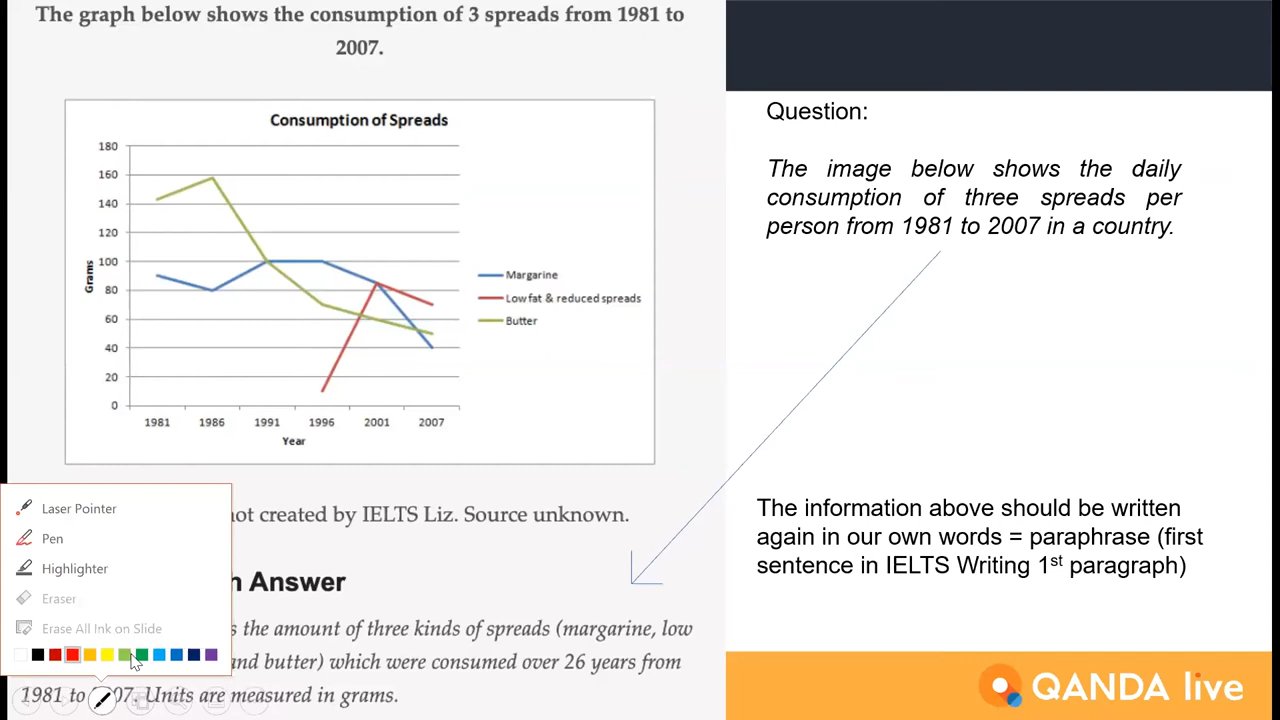 The graph below shows the consumption of 3 spreads from 1981 to
2007.
Consumption of Spreads
180
160
140
120
100
80
60
40
20
0
Grams
1981 1986 1991 1996 2001 2007
Year
Margarine
Low fat & reduced spreads
Butter
not created by IELTS Liz. Source unknown.
Answer
the amount of three kinds of spreads (margarine, low
and butter) which were consumed over 26 years from
1981 to 07. Units are measured in grams.
Laser Pointer
Pen
Highlighter
Eraser
Erase All Ink on Slide
Question:
The image below shows the daily
consumption of three spreads per
person from 1981 to 2007 in a country.
The information above should be written
again in our own words = paraphrase (first
sentence in IELTS Writing 1st paragraph)
QANDA live